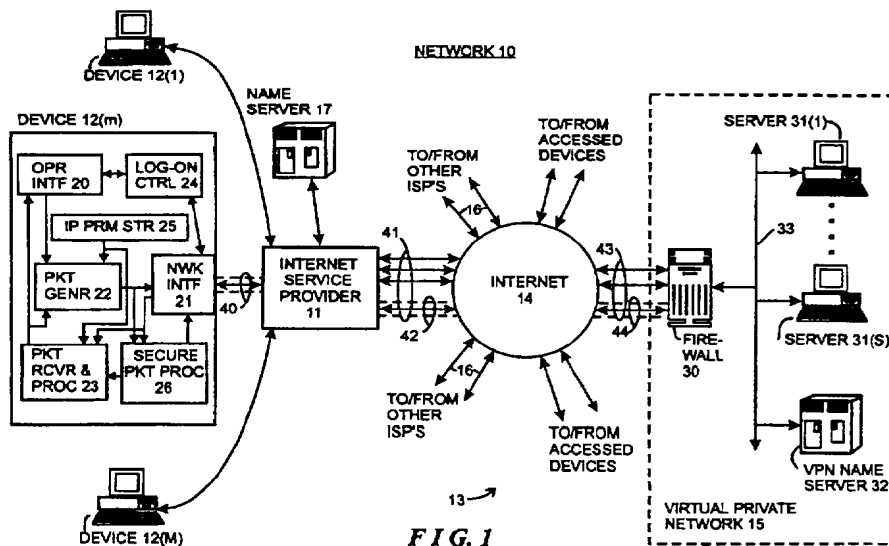 NETWORK 10
DEVICE 12(1)
NAME
SERVER 17
DEVICE 12(m)
OPR
INTF 20
LOG-ON
CTRL 24
IP PRM STR 25
PKT
GENR 22
NWK
INTF
21
PKT
RCVR &
PROC 23
SECURE
PKT PROC
26
40
INTERNET
SERVICE
PROVIDER
11
41
42
TO/FROM
OTHER
ISP'S
16
TO/FROM
ACCESSED
DEVICES
INTERNET
14
16
TO/FROM
OTHER
ISP'S
TO/FROM
ACCESSED
DEVICES
43
44
FIRE-
WALL
30
SERVER 31(1)
33
SERVER 31(S)
VPN NAME
SERVER 32
VIRTUAL PRIVATE
NETWORK 15
DEVICE 12(M)
13
FIG. 1